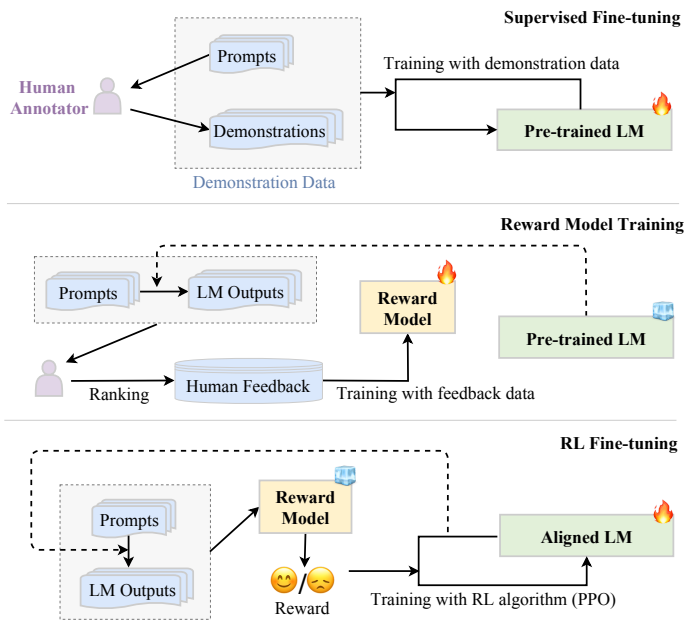 Supervised Fine-tuning
Prompts
Training with demonstration data
Human
Annotator
Demonstrations
Pre-trained LM
Demonstration Data
Reward Model Training
Prompts
LM Outputs
Reward
Model
Pre-trained LM
Ranking
Human Feedback
Training with feedback data
RL Fine-tuning
Prompts
Reward
Model
Aligned LM
LM Outputs
/
Reward
Training with RL algorithm (PPO)